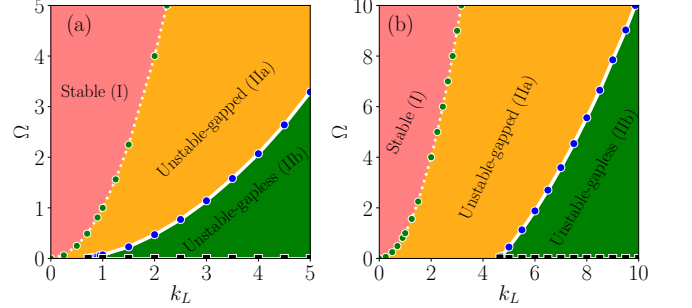 (a)
Stable (I)
Unstable-gapped (IIa)
Unstable-gapless (IIb)
Ω
5
4
3
2
1
0
0 1 2 3 4 5
k_L
(b)
Stable (I)
Unstable-gapped (IIa)
Unstable-gapless (IIb)
Ω
10
8
6
4
2
0
0 2 4 6 8 10
k_L